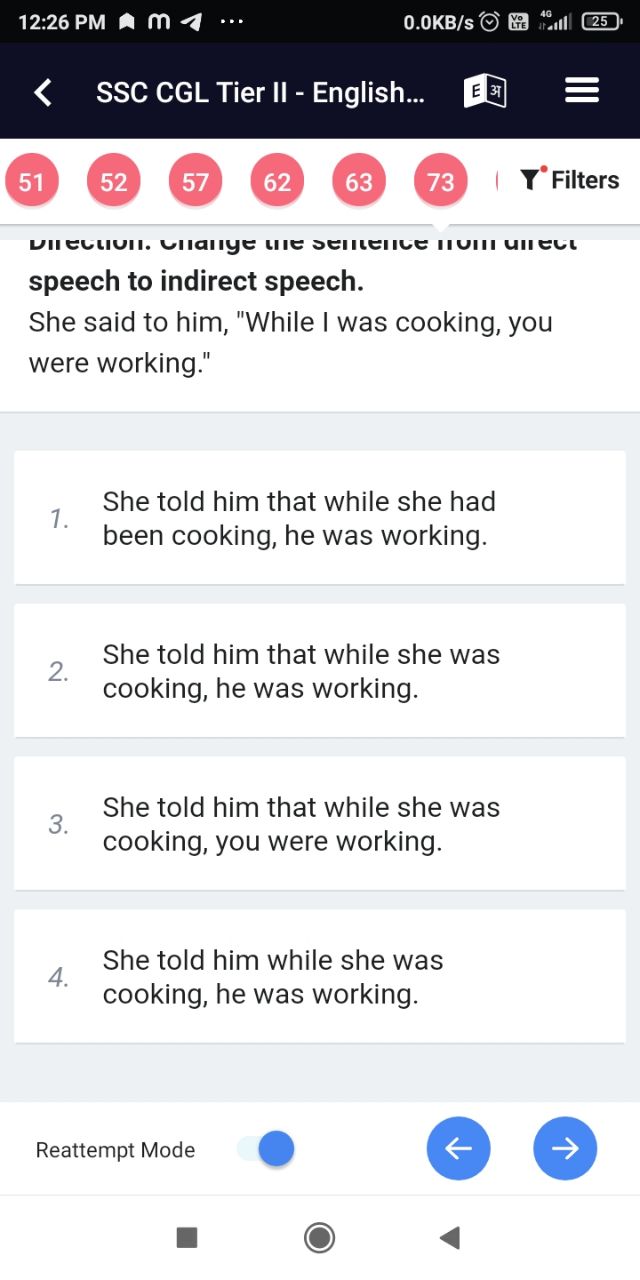 12:26 PM m ... 0.0KB/s Vo LTE 4G 25
SSC CGL Tier II - English... E अ
51 52 57 62 63 73 Filters
Direction: Change the sentence from direct
speech to indirect speech.
She said to him, "While I was cooking, you
were working."
1. She told him that while she had
been cooking, he was working.
2. She told him that while she was
cooking, he was working.
3. She told him that while she was
cooking, you were working.
4. She told him while she was
cooking, he was working.
Reattempt Mode